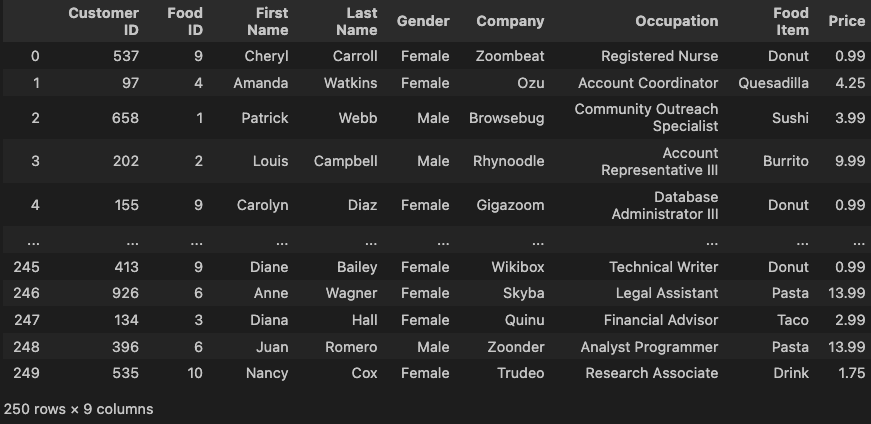 Customer ID Food ID First Name Last Name Gender Company Occupation Food Item Price
0 537 9 Cheryl Carroll Female Zoombeat Registered Nurse Donut 0.99
1 97 4 Amanda Watkins Female Ozu Account Coordinator Quesadilla 4.25
2 658 1 Patrick Webb Male Browsebug Community Outreach Specialist Sushi 3.99
3 202 2 Louis Campbell Male Rhynoodle Account Representative III Burrito 9.99
4 155 9 Carolyn Diaz Female Gigazoom Database Administrator III Donut 0.99
... ... ... ... ... ... ... ... ... ...
245 413 9 Diane Bailey Female Wikibox Technical Writer Donut 0.99
246 926 6 Anne Wagner Female Skyba Legal Assistant Pasta 13.99
247 134 3 Diana Hall Female Quinu Financial Advisor Taco 2.99
248 396 6 Juan Romero Male Zoonder Analyst Programmer Pasta 13.99
249 535 10 Nancy Cox Female Trudeo Research Associate Drink 1.75
250 rows × 9 columns